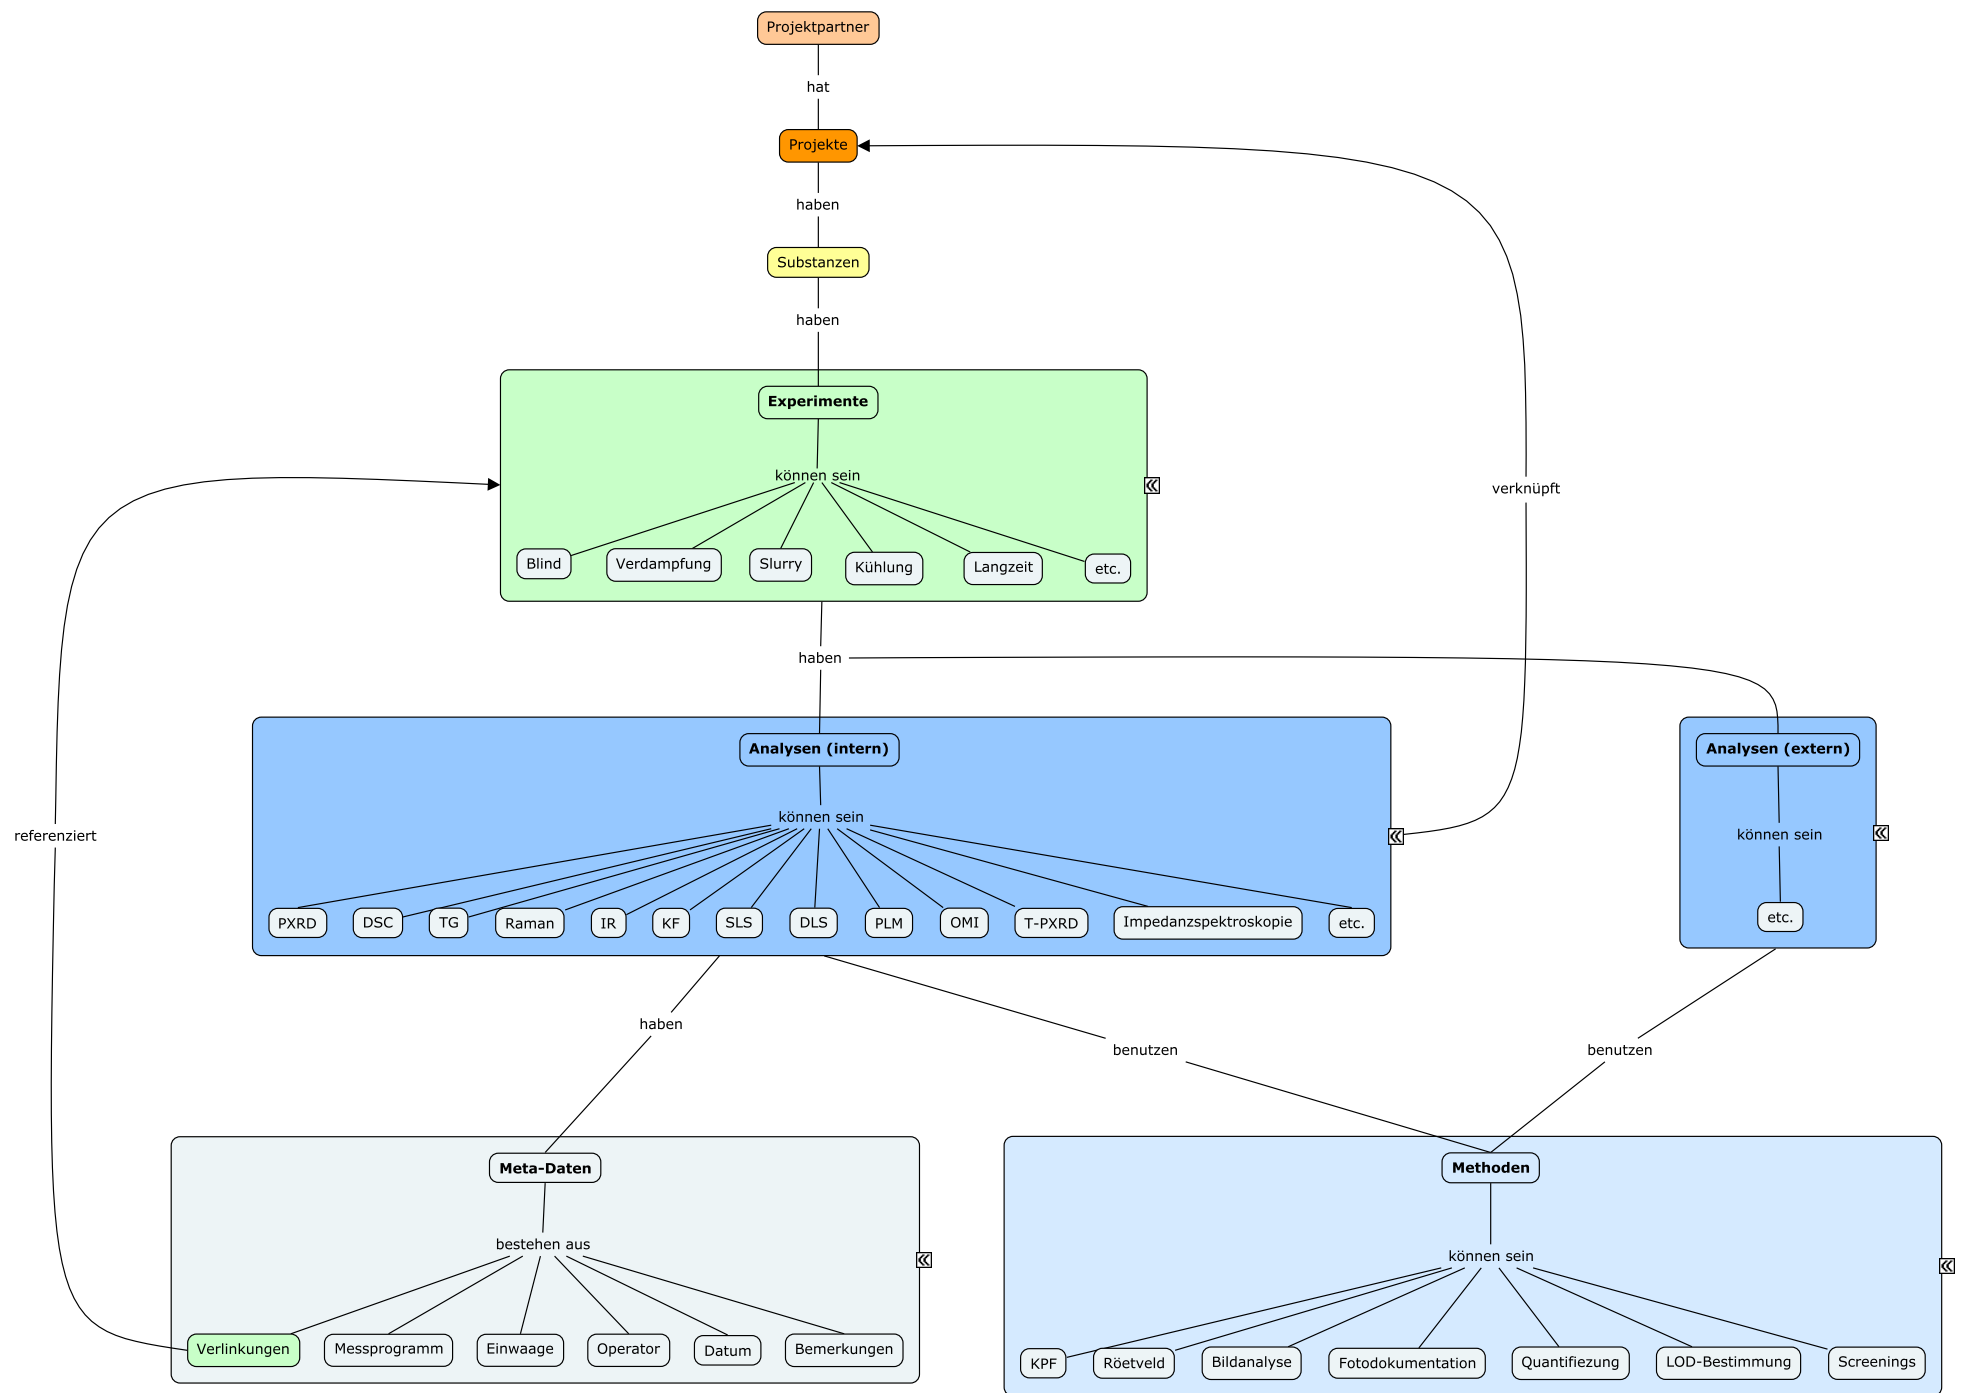 Projektpartner
hat
Projekte
haben
Substanzen
haben
Experimente
können sein
Blind
Verdampfung
Slurry
Kühlung
Langzeit
etc.
verknüpft
haben
Analysen (intern)
können sein
PXRD
DSC
TG
Raman
IR
KF
SLS
DLS
PLM
OMI
T-PXRD
Impedanzspektroskopie
etc.
Analysen (extern)
können sein
etc.
referenziert
haben
benutzen
benutzen
Meta-Daten
bestehen aus
Verlinkungen
Messprogramm
Einwaage
Operator
Datum
Bemerkungen
Methoden
können sein
KPF
Röetveld
Bildanalyse
Fotodokumentation
Quantifiezung
LOD-Bestimmung
Screenings